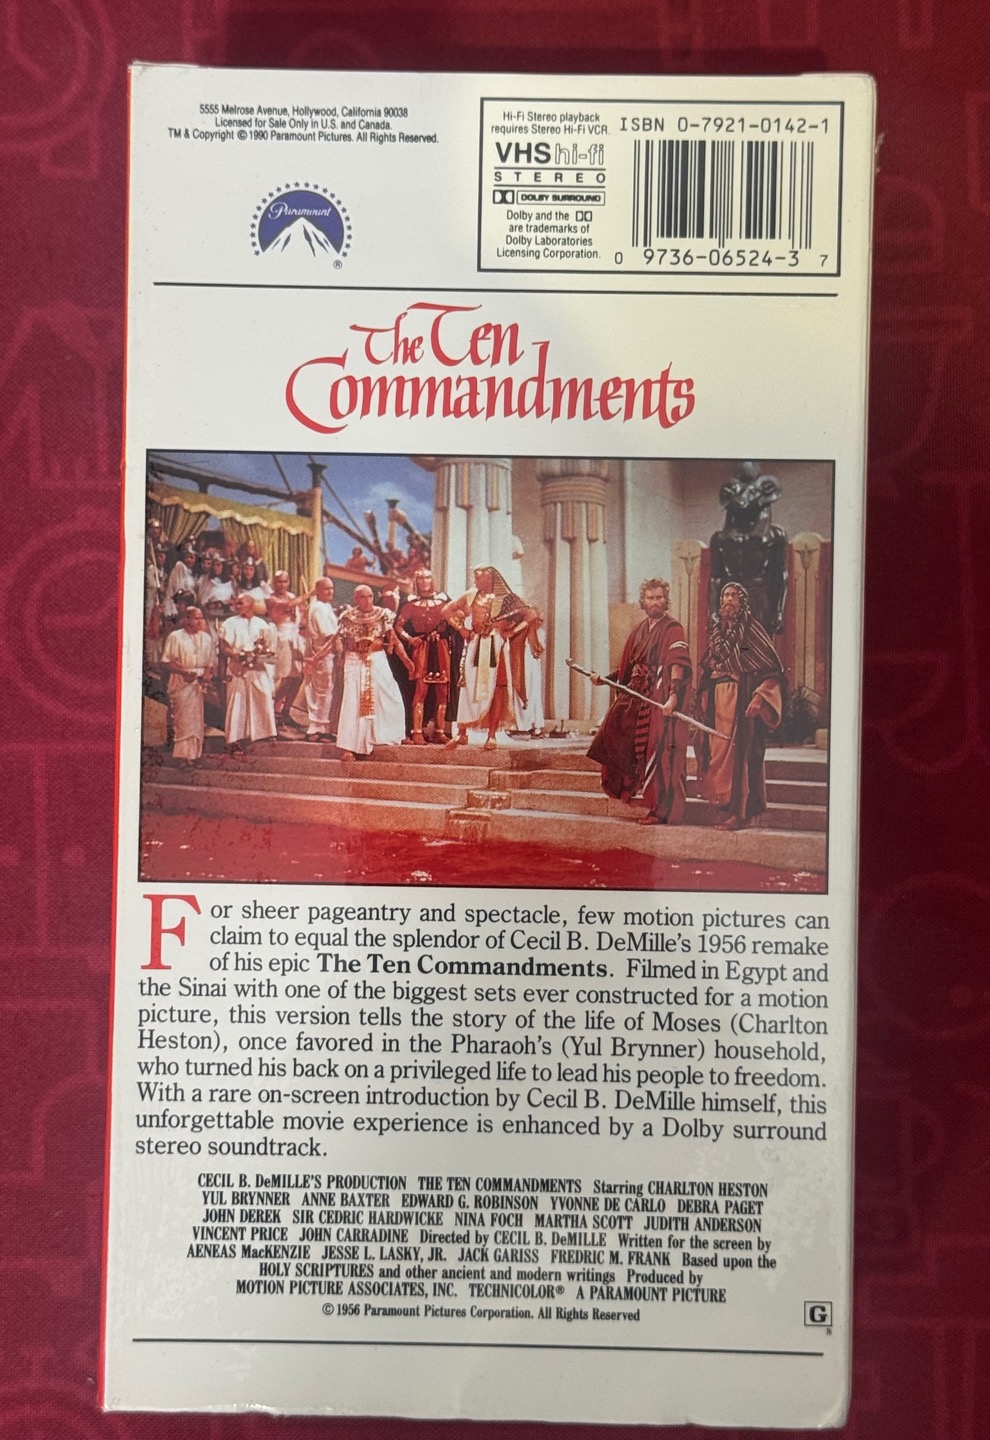 5555 Melrose Avenue, Hollywood, California 90038
Licensed for Sale Only in U.S. and Canada.
TM & Copyright © 1990 Paramount Pictures. All Rights Reserved.
Paramount
®
Hi-Fi Stereo playback
requires Stereo Hi-Fi VCR.
VHS hi-fi
STEREO
DOLBY SURROUND
Dolby and the
are trademarks of
Dolby Laboratories
Licensing Corporation.
ISBN 0-7921-0142-1
0 9736-06524-3 7
The Ten
Commandments
For sheer pageantry and spectacle, few motion pictures can
claim to equal the splendor of Cecil B. DeMille's 1956 remake
of his epic The Ten Commandments. Filmed in Egypt and
the Sinai with one of the biggest sets ever constructed for a motion
picture, this version tells the story of the life of Moses (Charlton
Heston), once favored in the Pharaoh's (Yul Brynner) household,
who turned his back on a privileged life to lead his people to freedom.
With a rare on-screen introduction by Cecil B. DeMille himself, this
unforgettable movie experience is enhanced by a Dolby surround
stereo soundtrack.
CECIL B. DeMILLE'S PRODUCTION THE TEN COMMANDMENTS Starring CHARLTON HESTON
YUL BRYNNER ANNE BAXTER EDWARD G. ROBINSON YVONNE DE CARLO DEBRA PAGET
JOHN DEREK SIR CEDRIC HARDWICKE NINA FOCH MARTHA SCOTT JUDITH ANDERSON
VINCENT PRICE JOHN CARRADINE Directed by CECIL B. DeMILLE Written for the screen by
AENEAS MacKENZIE JESSE L. LASKY, JR. JACK GARISS FREDRIC M. FRANK Based upon the
HOLY SCRIPTURES and other ancient and modern writings Produced by
MOTION PICTURE ASSOCIATES, INC. TECHNICOLOR® A PARAMOUNT PICTURE
© 1956 Paramount Pictures Corporation. All Rights Reserved
G